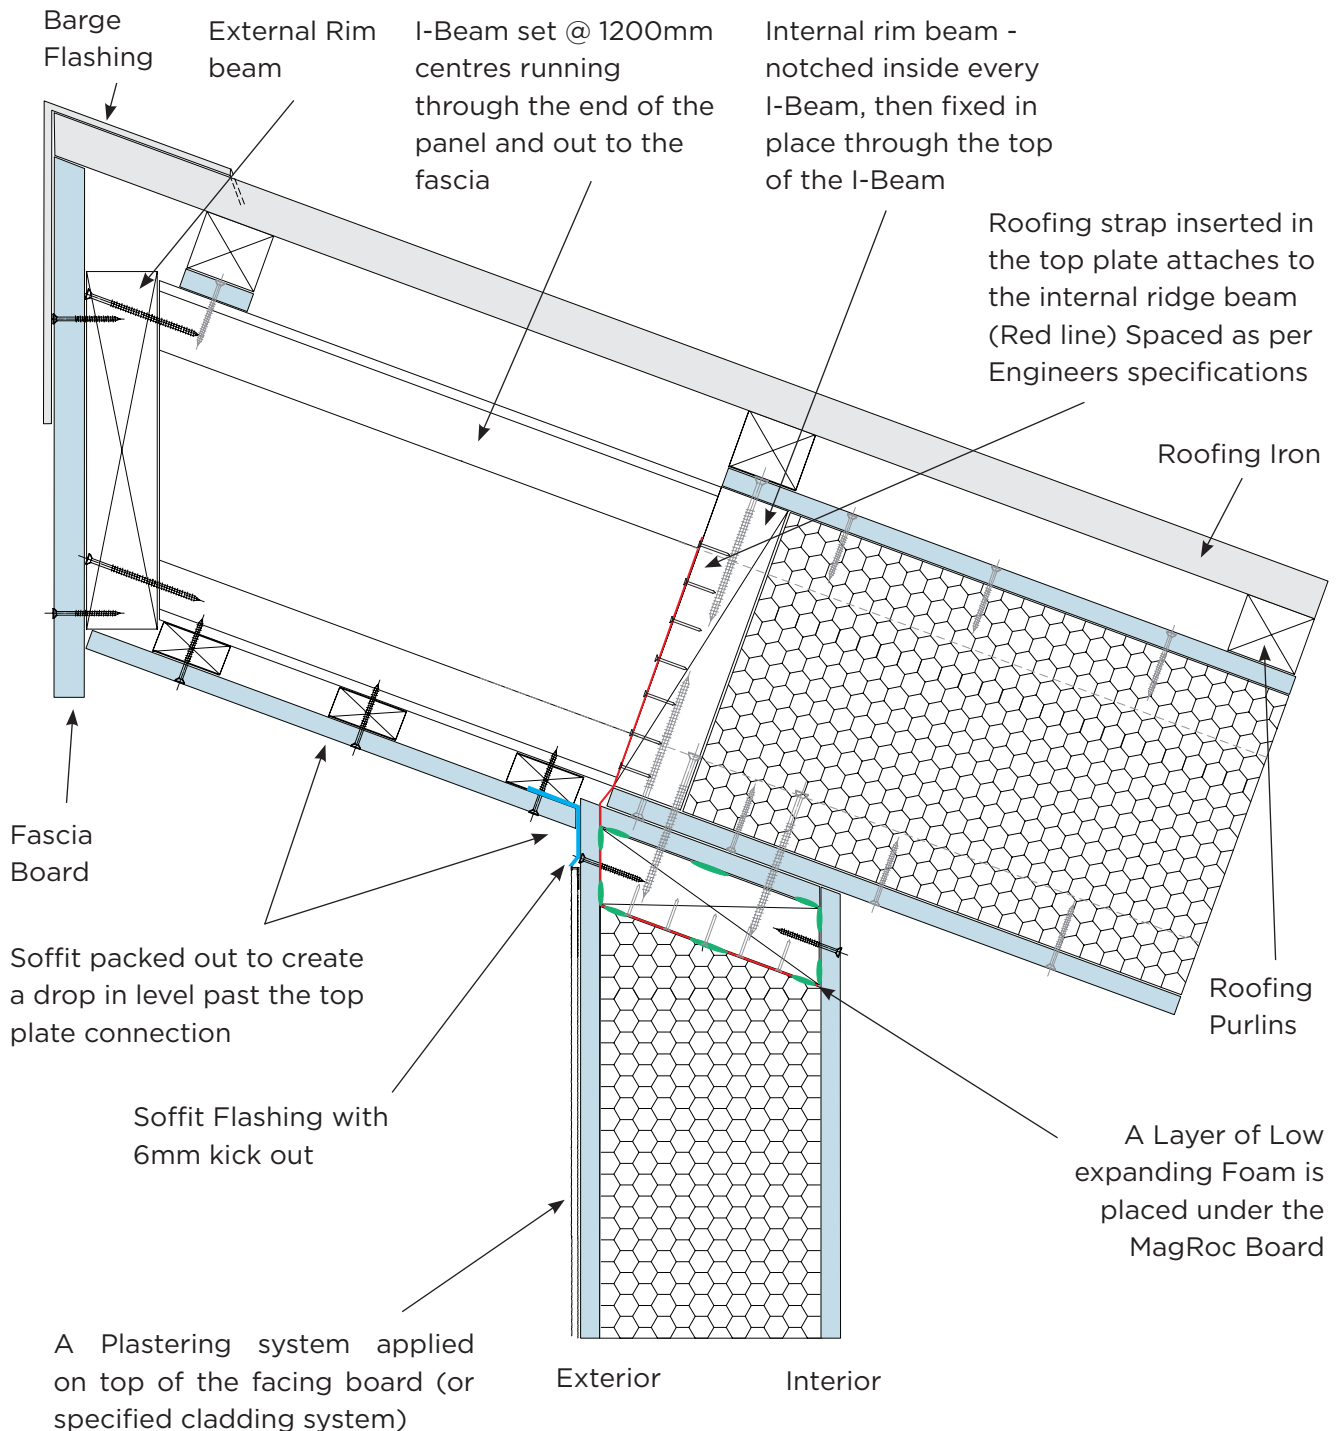 Barge
Flashing
External Rim
beam
I-Beam set @ 1200mm
centres running
through the end of the
panel and out to the
fascia
Internal rim beam -
notched inside every
I-Beam, then fixed in
place through the top
of the I-Beam
Roofing strap inserted in
the top plate attaches to
the internal ridge beam
(Red line) Spaced as per
Engineers specifications
Roofing Iron
Fascia
Board
Soffit packed out to create
a drop in level past the top
plate connection
Roofing
Purlins
Soffit Flashing with
6mm kick out
A Layer of Low
expanding Foam is
placed under the
MagRoc Board
A Plastering system applied
on top of the facing board (or
specified cladding system)
Exterior
Interior